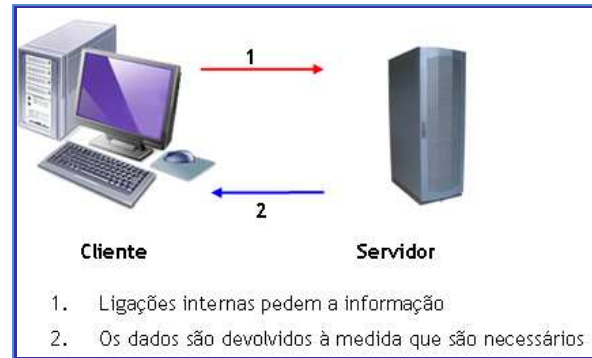 1
2
Cliente
Servidor
1. Ligações internas pedem a informação
2. Os dados são devolvidos à medida que são necessários